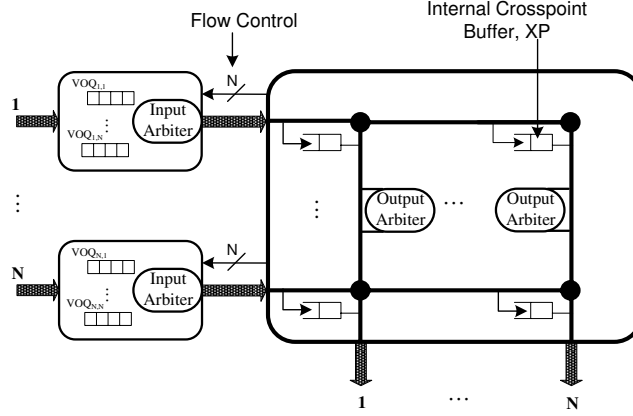 Flow Control
Internal Crosspoint
Buffer, XP
N
VOQ1,1
1
Input
Arbiter
...
VOQ1,N
...
...
Output
Arbiter
...
Output
Arbiter
N
VOQN,1
N
Input
Arbiter
...
VOQN,N
1
...
N